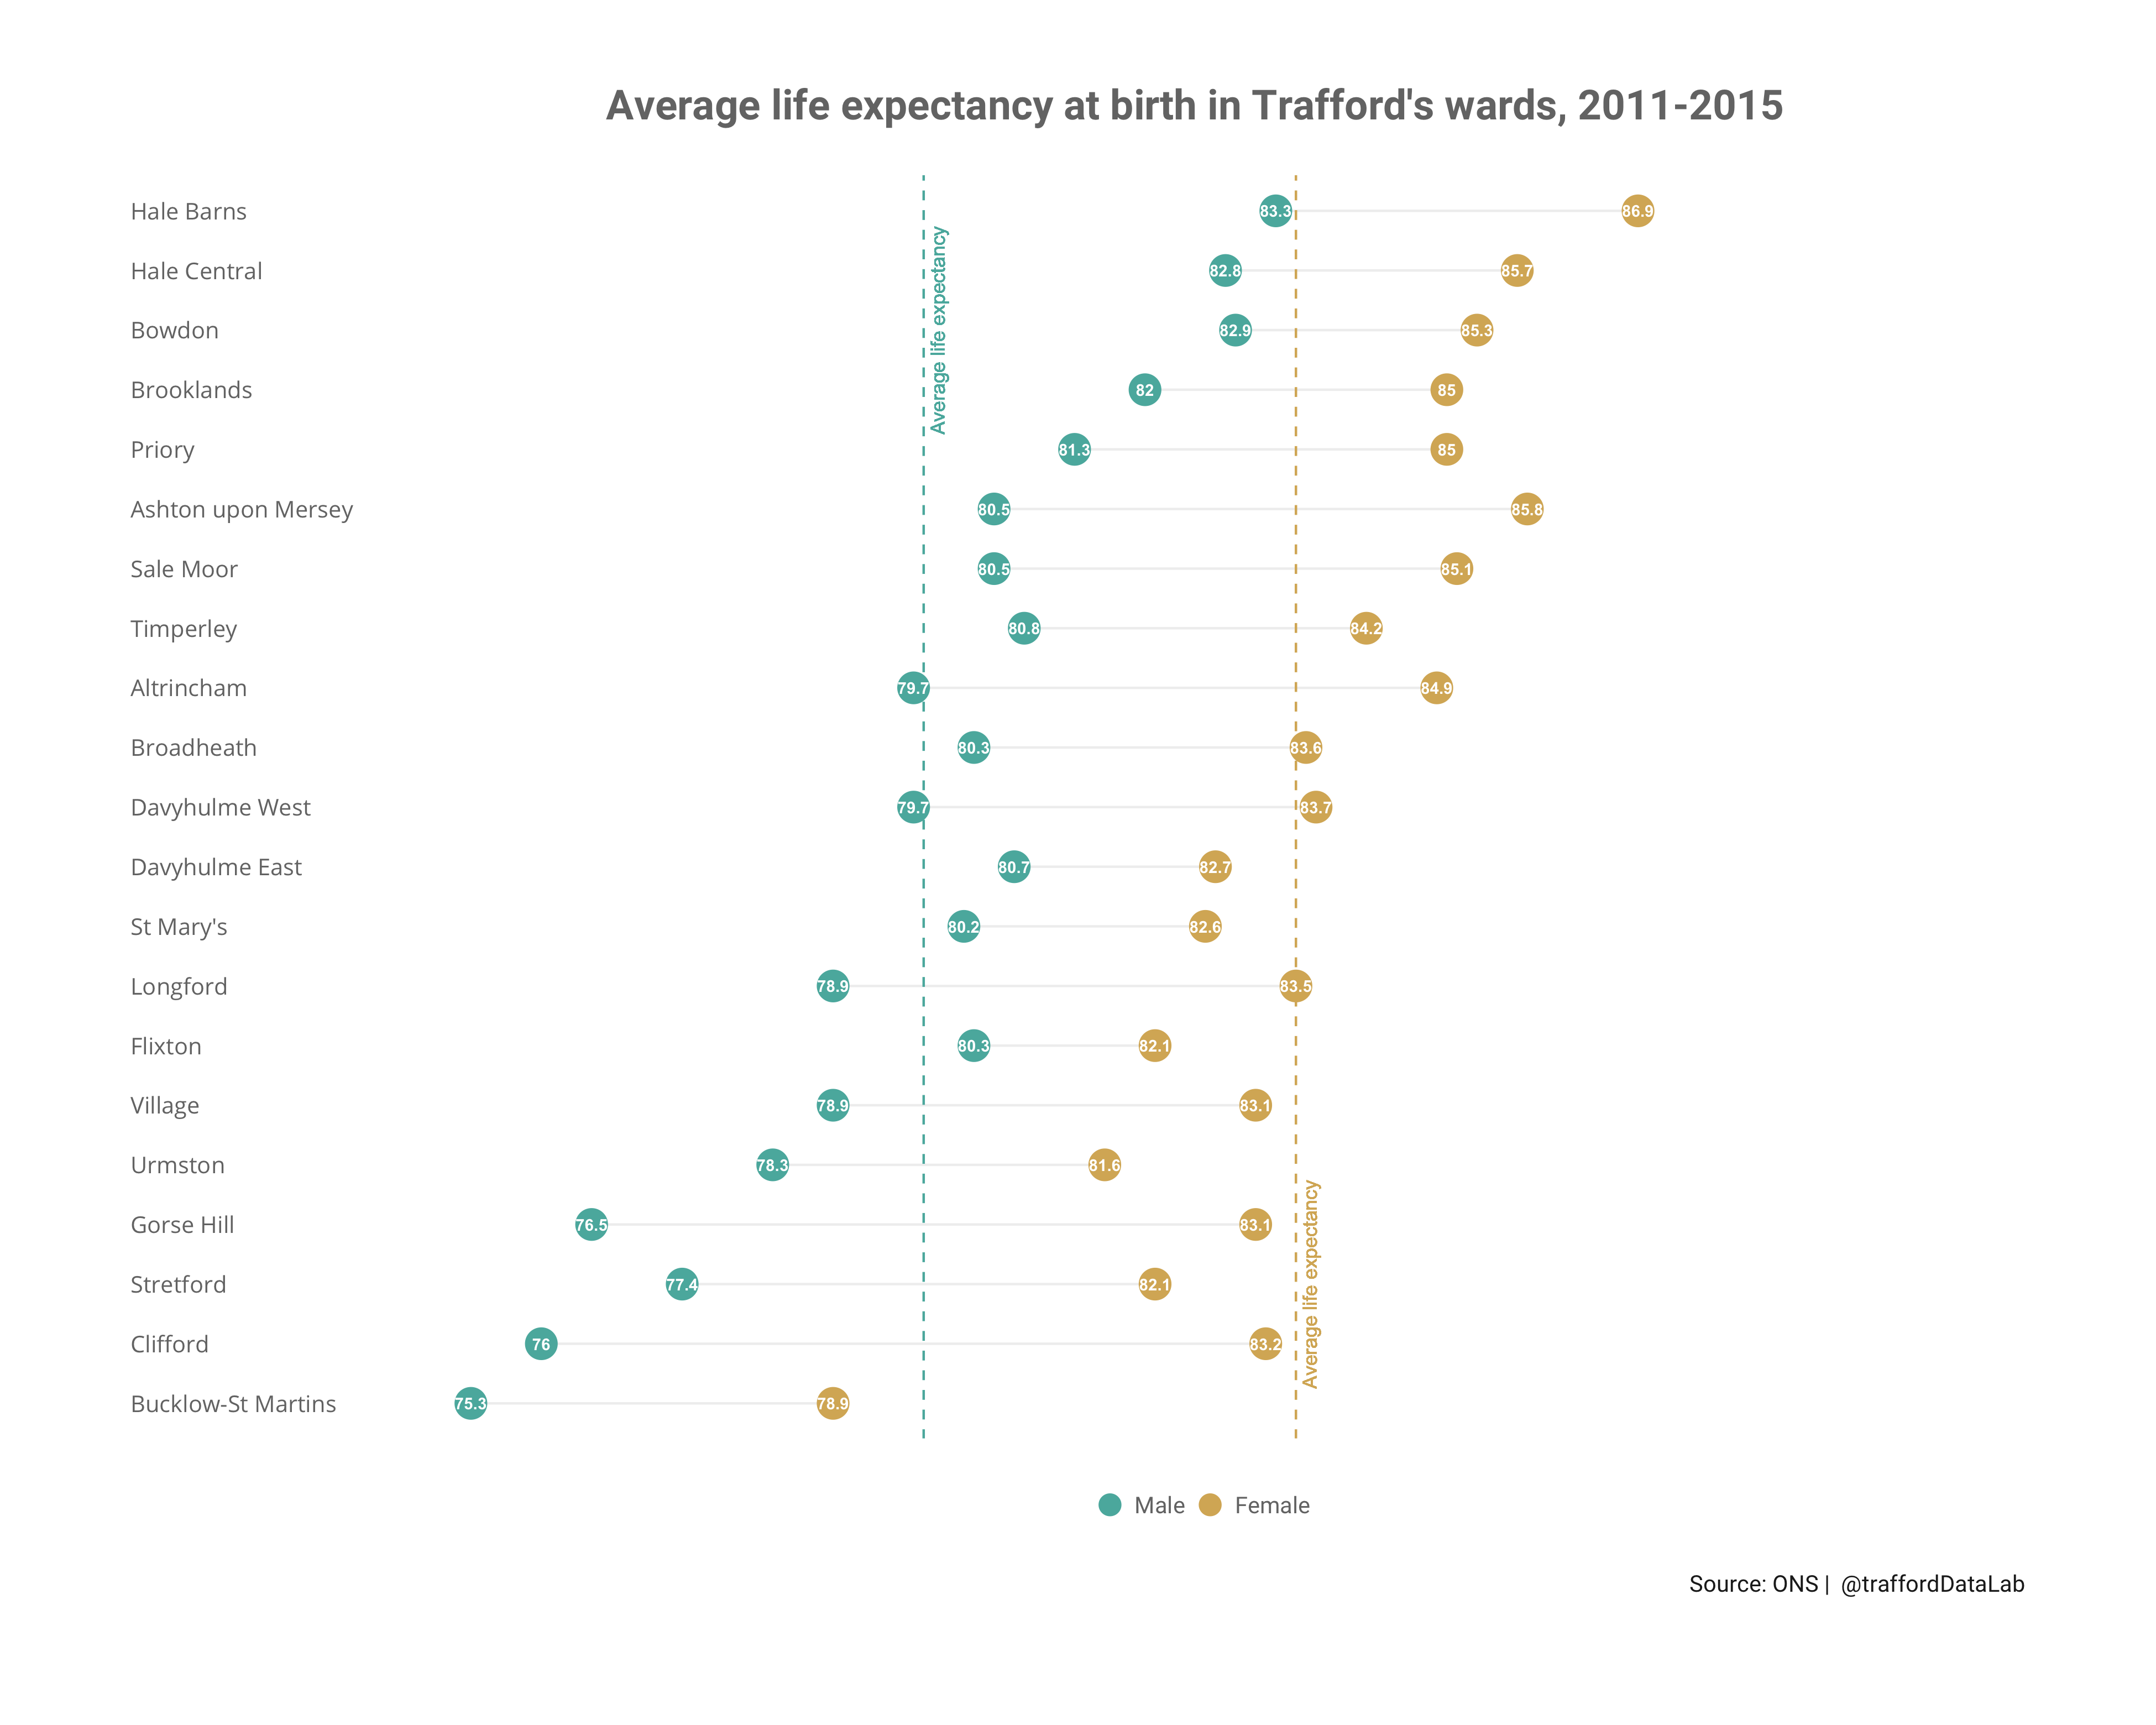 Average life expectancy at birth in Trafford's wards, 2011-2015
Hale Barns 83.3 86.9
Hale Central 82.8 85.7
Bowdon 82.9 85.3
Brooklands 82 85
Priory 81.3 85
Ashton upon Mersey 80.5 85.8
Sale Moor 80.5 85.1
Timperley 80.8 84.2
Altrincham 79.7 84.9
Broadheath 80.3 83.6
Davyhulme West 79.7 83.7
Davyhulme East 80.7 82.7
St Mary's 80.2 82.6
Longford 78.9 83.5
Flixton 80.3 82.1
Village 78.9 83.1
Urmston 78.3 81.6
Gorse Hill 76.5 83.1
Stretford 77.4 82.1
Clifford 76 83.2
Bucklow-St Martins 75.3 78.9
Average life expectancy
Average life expectancy
Male Female
Source: ONS | @traffordDataLab